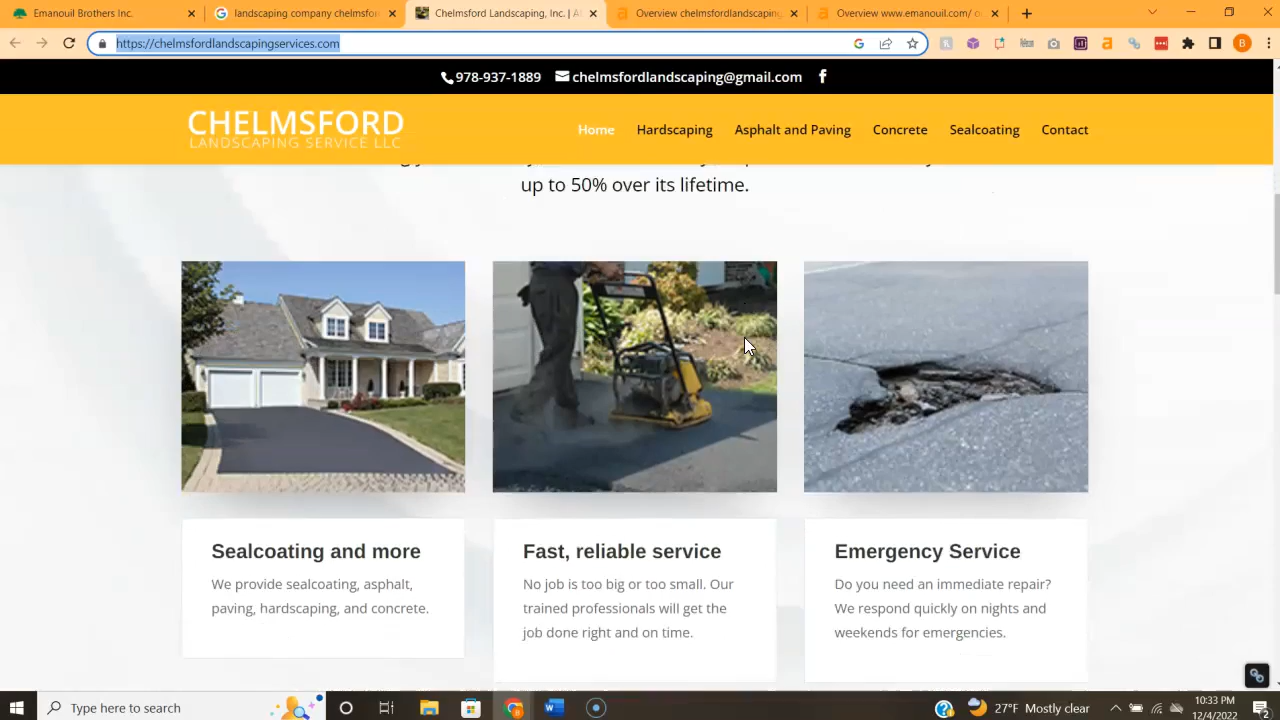 Emanouil Brothers Inc.
landscaping company chelmsfor
Chelmsford Landscaping, Inc. | A
Overview chelmsfordlandscaping
Overview www.emanouil.com/ o
https://chelmsfordlandscapingservices.com
978-937-1889
chelmsfordlandscaping@gmail.com
CHELMSFORD
LANDSCAPING SERVICE LLC
Home
Hardscaping
Asphalt and Paving
Concrete
Sealcoating
Contact
up to 50% over its lifetime.
Sealcoating and more
We provide sealcoating, asphalt,
paving, hardscaping, and concrete.
Fast, reliable service
No job is too big or too small. Our
trained professionals will get the
job done right and on time.
Emergency Service
Do you need an immediate repair?
We respond quickly on nights and
weekends for emergencies.
Type here to search
27°F Mostly clear
10:33 PM
12/4/2022